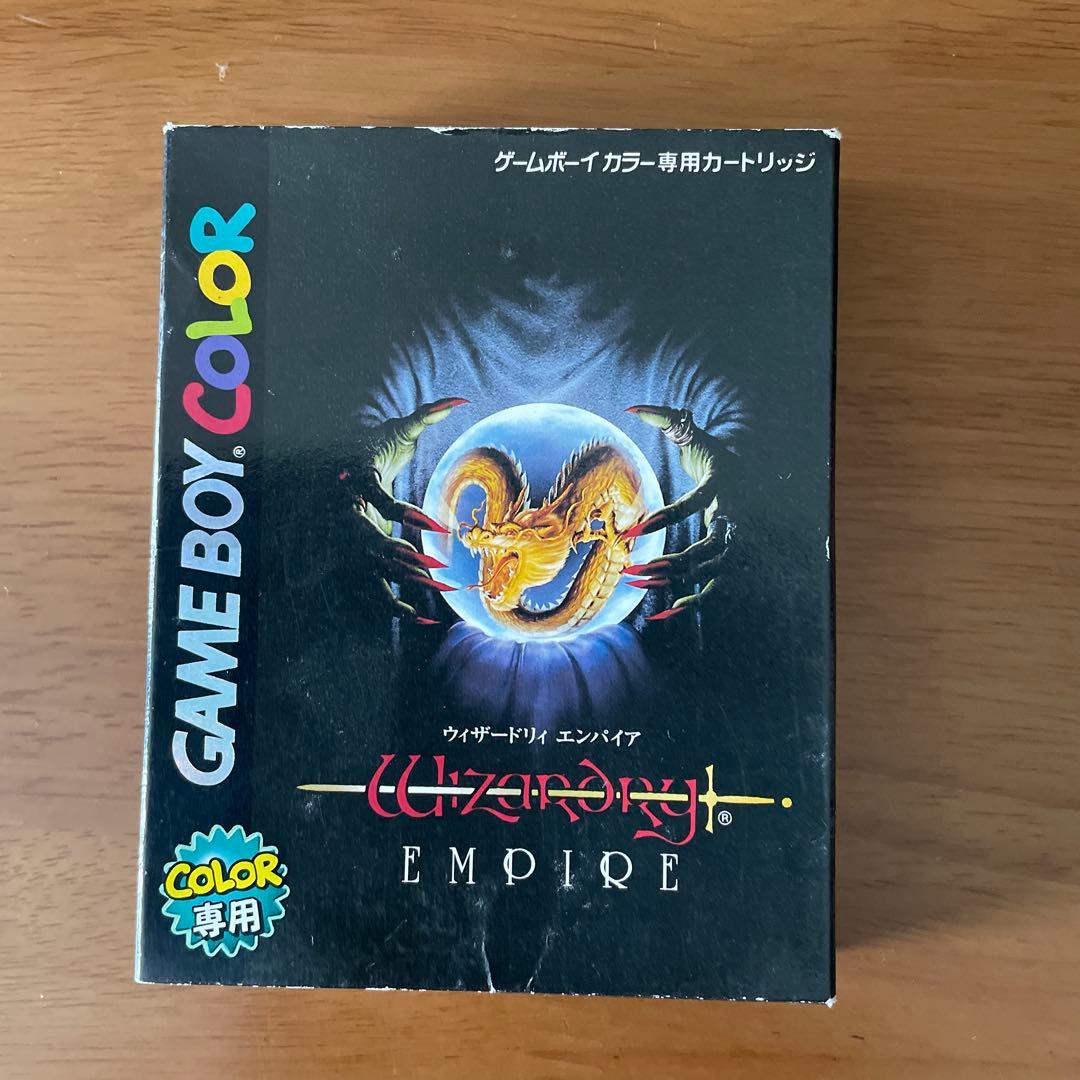 ゲームボーイ カラー専用カートリッジ
GAME BOY® COLOR
ウィザードリィ エンパイア
Wizardry®
EMPIRE
COLOR
専用